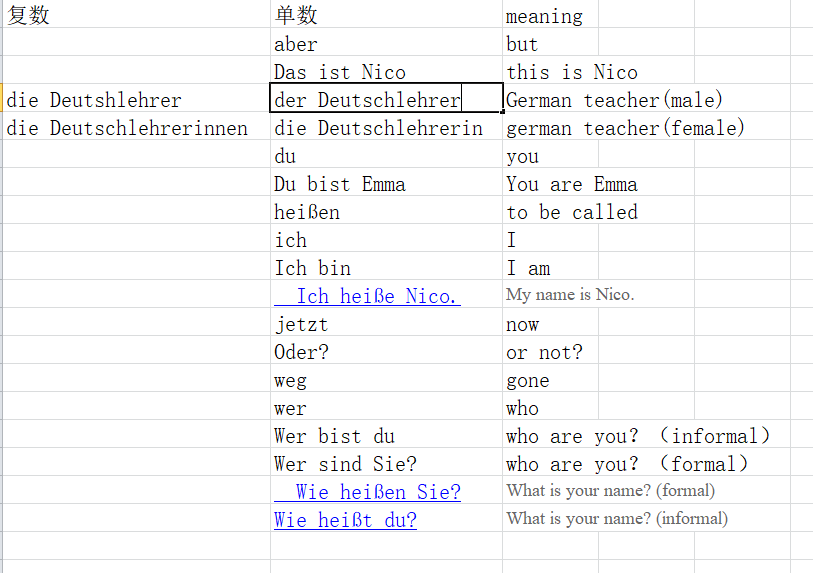 复数 单数 meaning
aber but
Das ist Nico this is Nico
die Deutshlehrer der Deutschlehrer German teacher(male)
die Deutschlehrerinnen die Deutschlehrerin german teacher(female)
du you
Du bist Emma You are Emma
heißen to be called
ich I
Ich bin I am
Ich heiße Nico. My name is Nico.
jetzt now
Oder? or not?
weg gone
wer who
Wer bist du who are you? （informal）
Wer sind Sie? who are you? （formal）
Wie heißen Sie? What is your name? (formal)
Wie heißt du? What is your name? (informal)